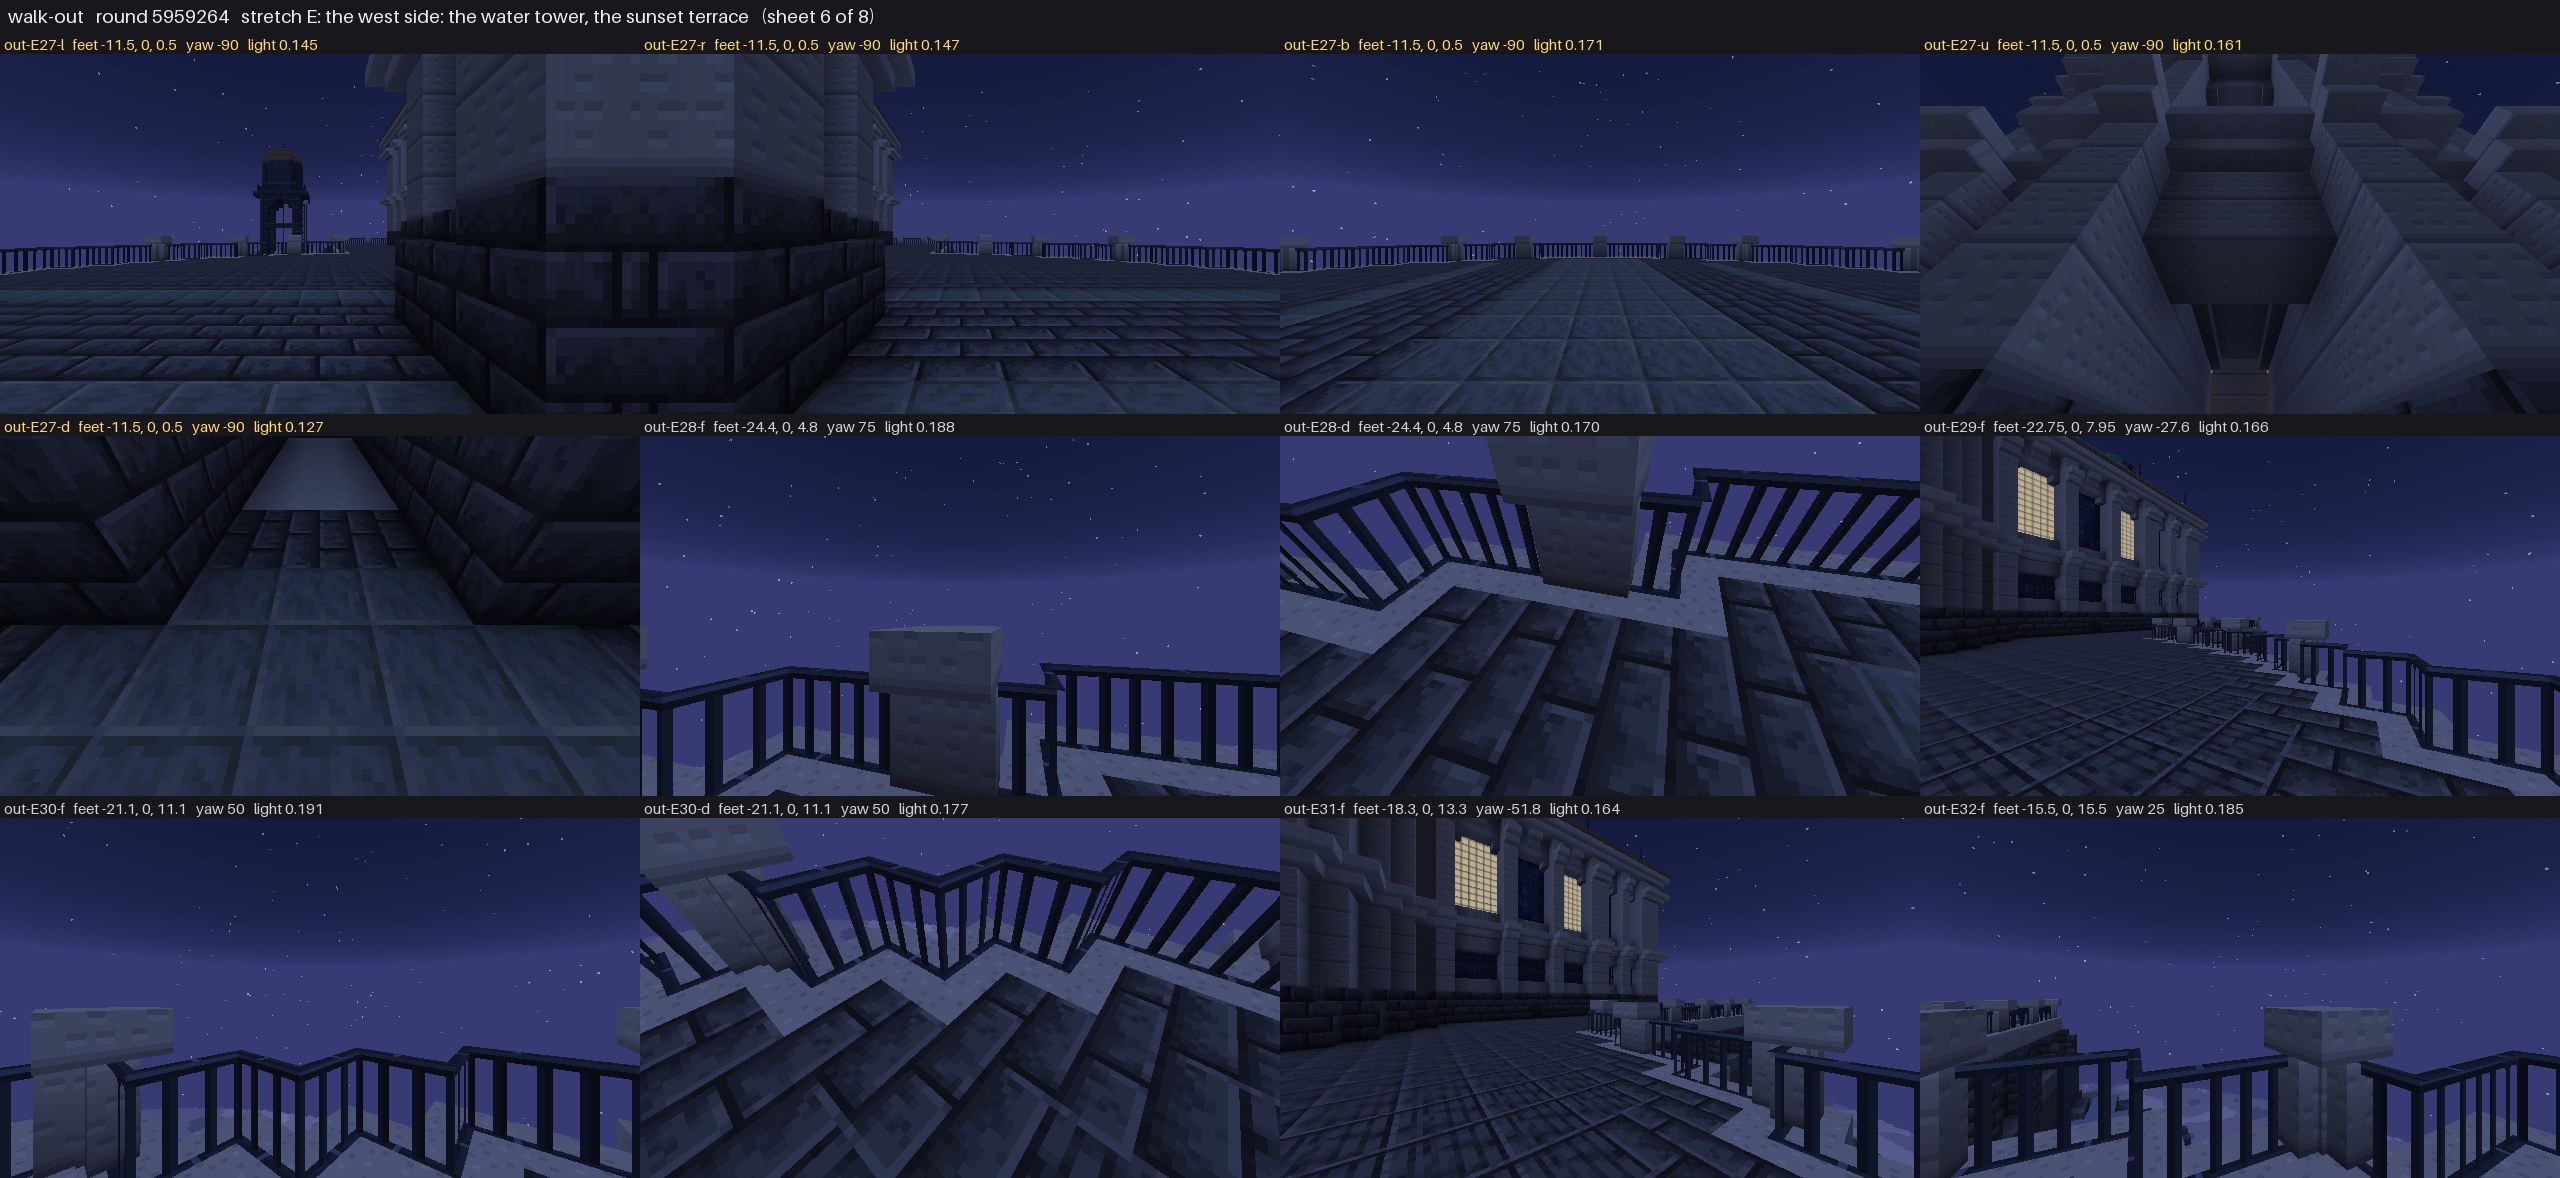 walk-out round 5959264 stretch E: the west side: the water tower, the sunset terrace (sheet 6 of 8)
out-E27-l feet -11.5, 0, 0.5 yaw -90 light 0.145
out-E27-r feet -11.5, 0, 0.5 yaw -90 light 0.147
out-E27-b feet -11.5, 0, 0.5 yaw -90 light 0.171
out-E27-u feet -11.5, 0, 0.5 yaw -90 light 0.161
out-E27-d feet -11.5, 0, 0.5 yaw -90 light 0.127
out-E28-f feet -24.4, 0, 4.8 yaw 75 light 0.188
out-E28-d feet -24.4, 0, 4.8 yaw 75 light 0.170
out-E29-f feet -22.75, 0, 7.95 yaw -27.6 light 0.166
out-E30-f feet -21.1, 0, 11.1 yaw 50 light 0.191
out-E30-d feet -21.1, 0, 11.1 yaw 50 light 0.177
out-E31-f feet -18.3, 0, 13.3 yaw -51.8 light 0.164
out-E32-f feet -15.5, 0, 15.5 yaw 25 light 0.185